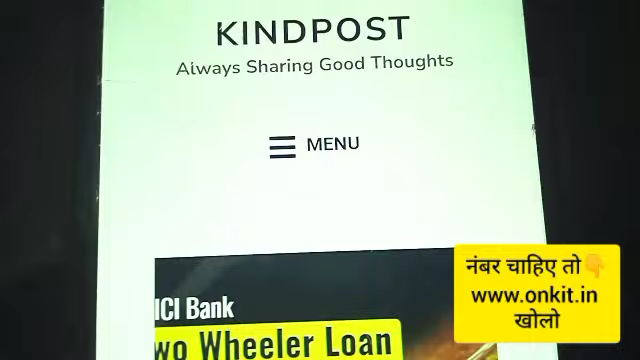 KINDPOST
Always Sharing Good Thoughts
MENU
ICI Bank
wo Wheeler Loan
नंबर चाहिए तो👇
www.onkit.in
खोलो